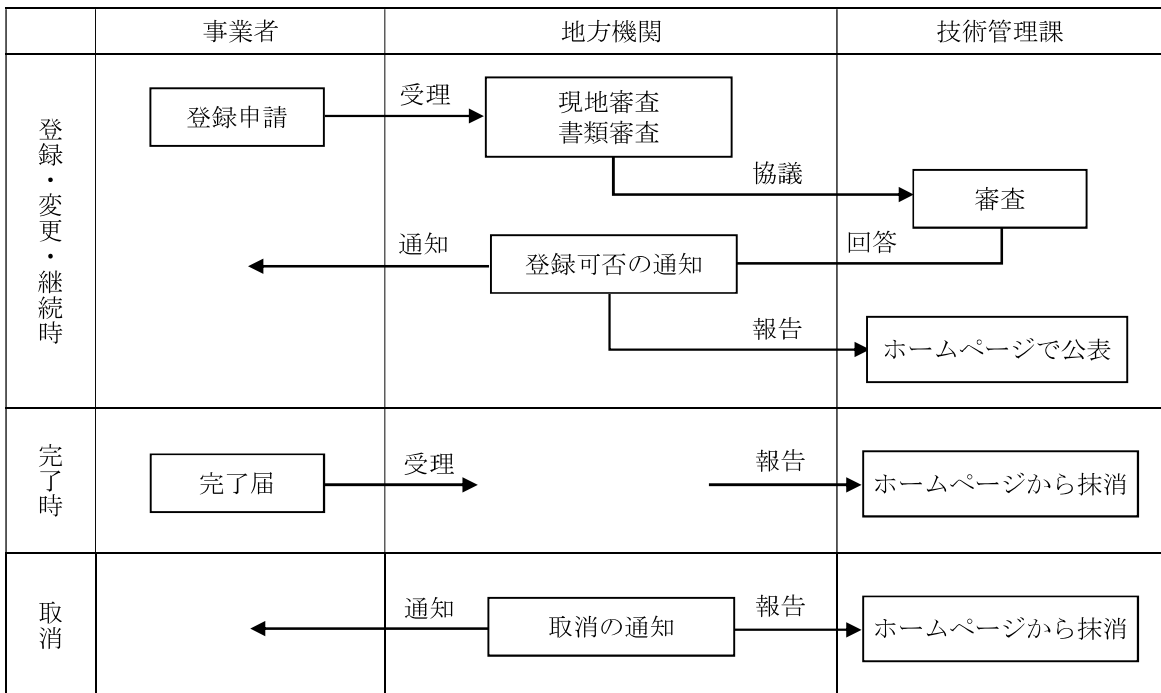 事業者
地方機関
技術管理課
登録・変更・継続時
登録申請
受理
現地審査
書類審査
協議
審査
回答
登録可否の通知
通知
報告
ホームページで公表
完了時
完了届
受理
報告
ホームページから抹消
取消
通知
取消の通知
報告
ホームページから抹消